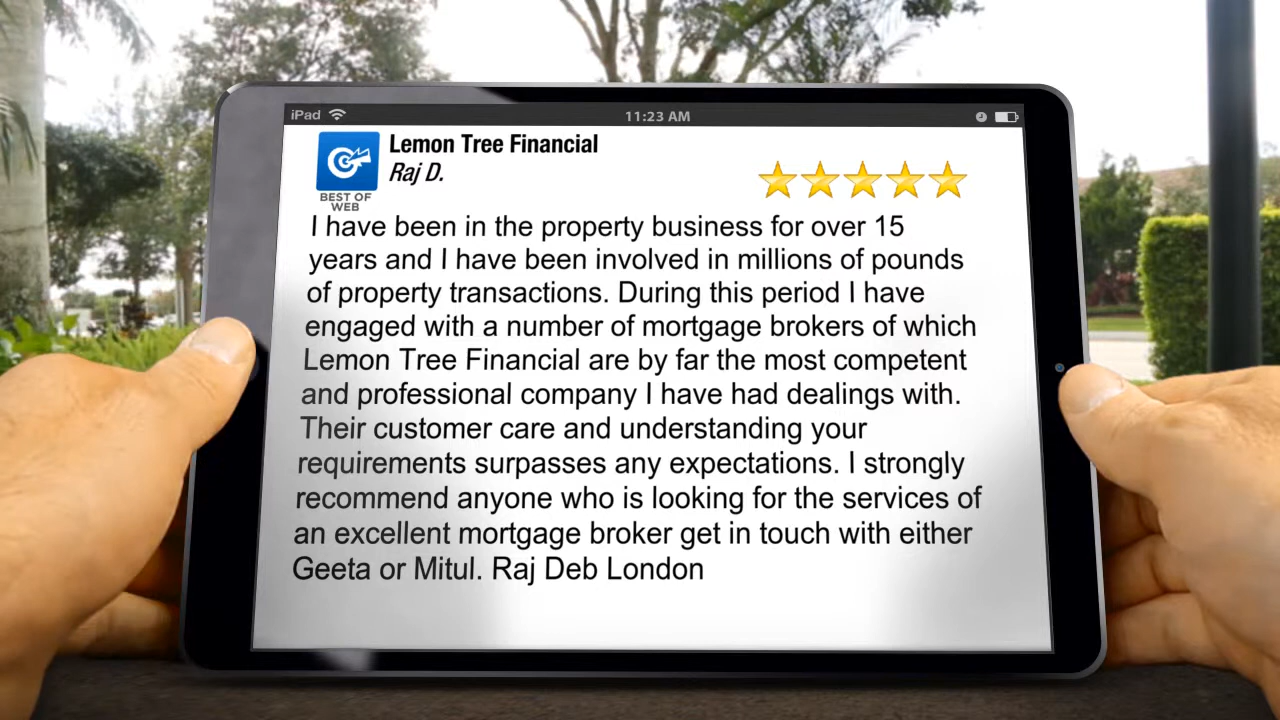 iPad 11:23 AM
Lemon Tree Financial
Raj D.
BEST OF
WEB
I have been in the property business for over 15
years and I have been involved in millions of pounds
of property transactions. During this period I have
engaged with a number of mortgage brokers of which
Lemon Tree Financial are by far the most competent
and professional company I have had dealings with.
Their customer care and understanding your
requirements surpasses any expectations. I strongly
recommend anyone who is looking for the services of
an excellent mortgage broker get in touch with either
Geeta or Mitul. Raj Deb London